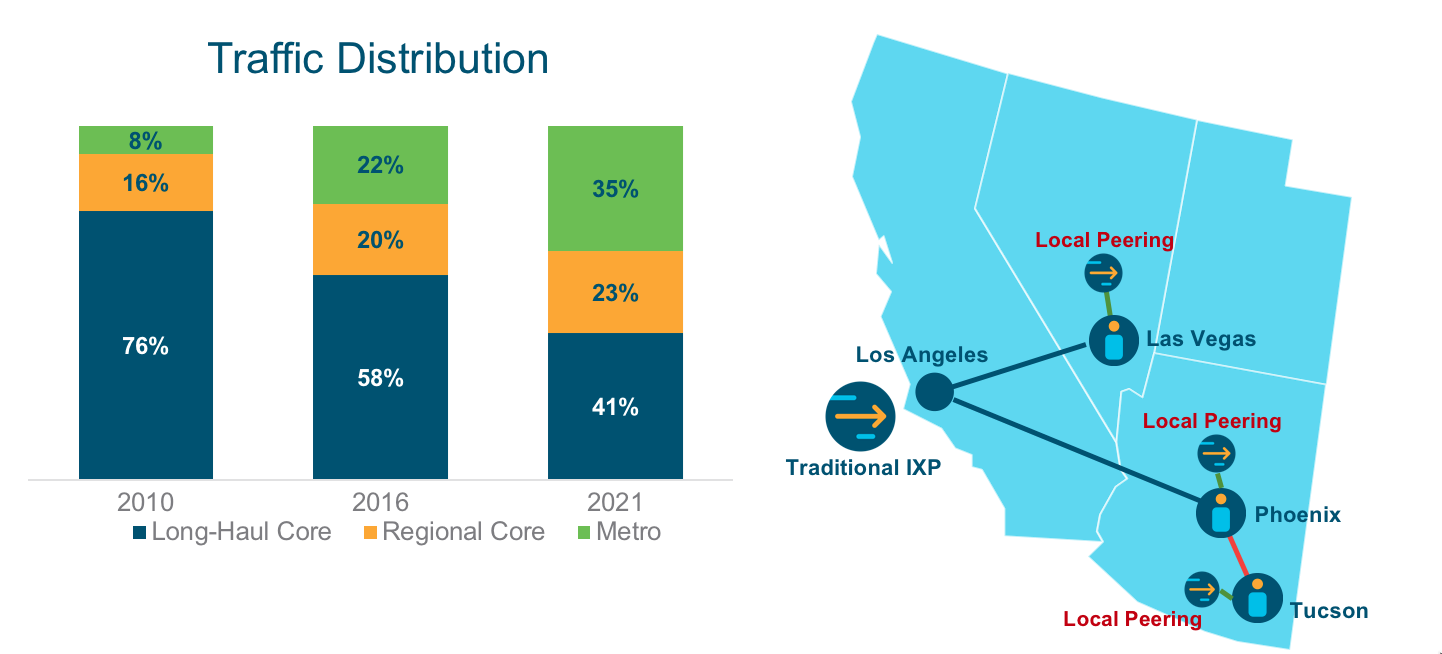 Traffic Distribution
8%
16%
76%
22%
20%
58%
35%
23%
41%
2010
2016
2021
Long-Haul Core
Regional Core
Metro
Local Peering
Las Vegas
Los Angeles
Traditional IXP
Local Peering
Phoenix
Local Peering
Tucson